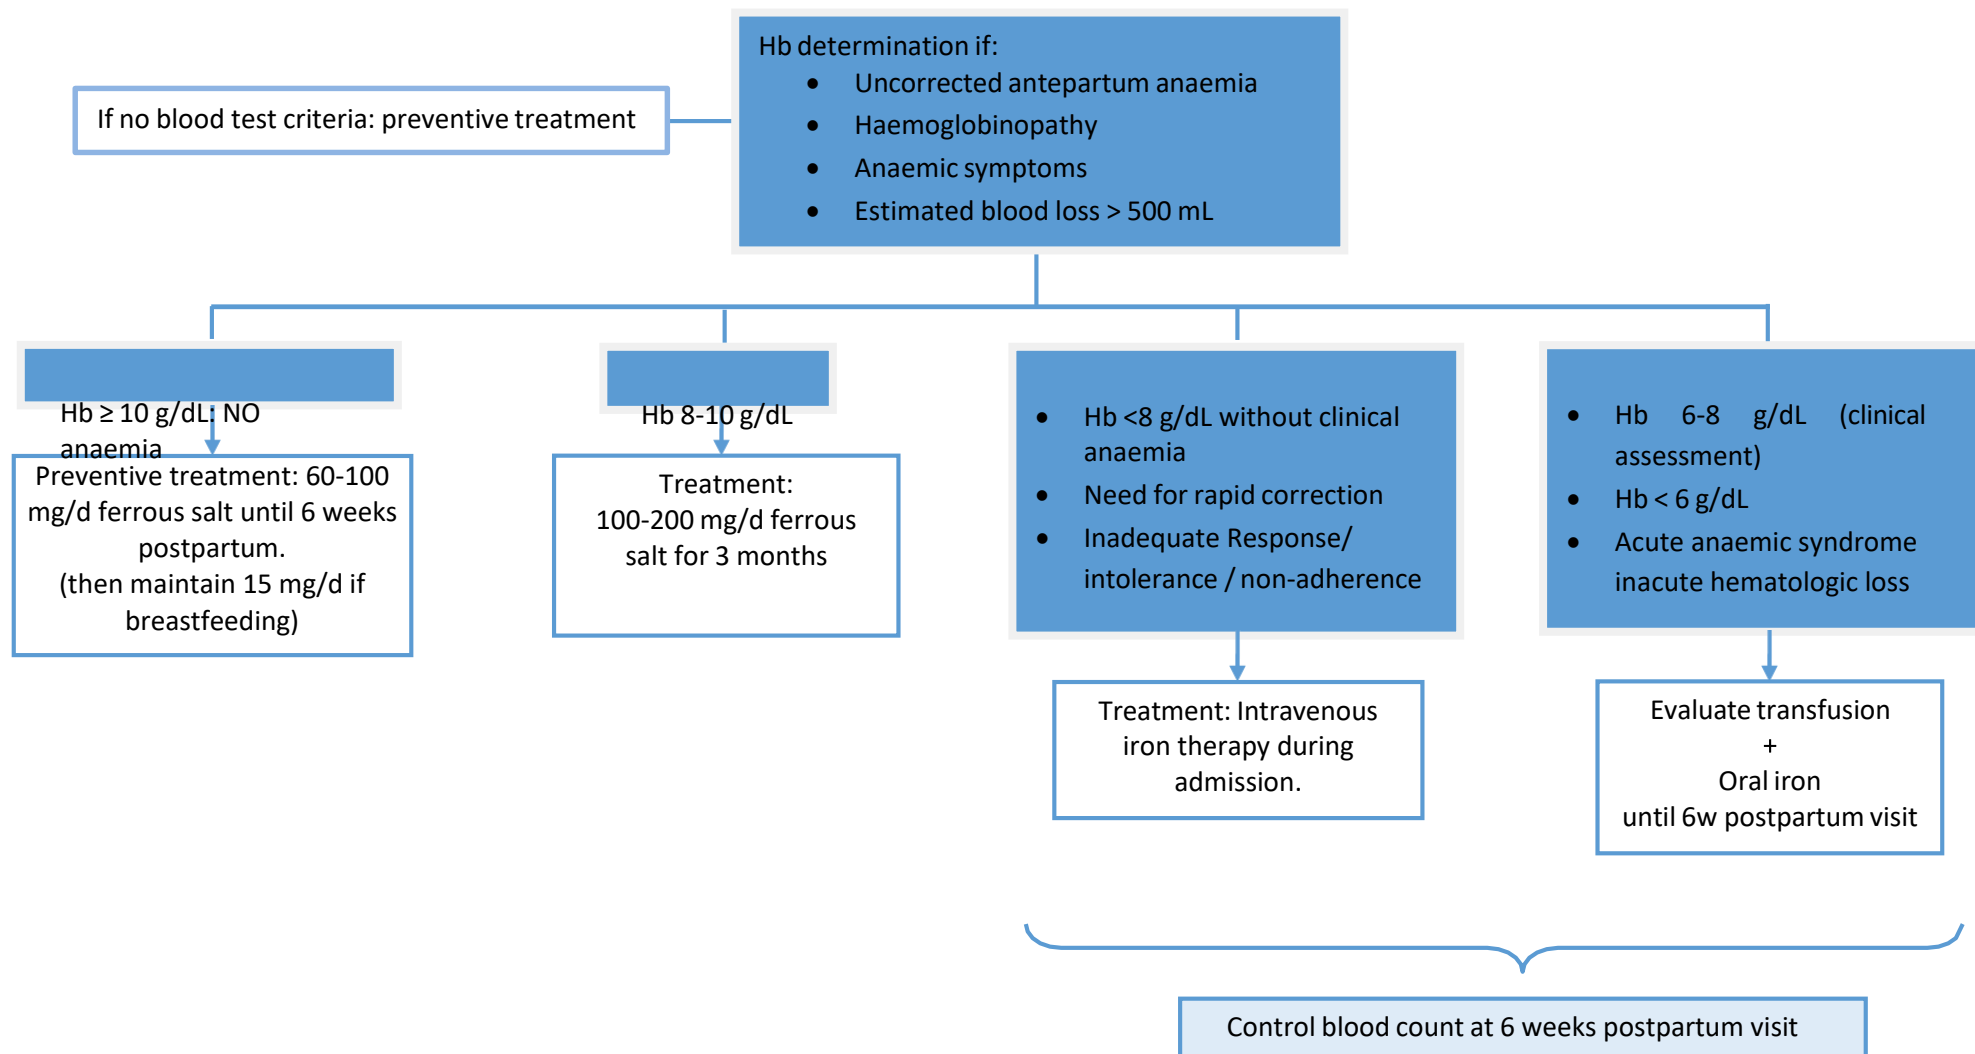 Hb determination if:
• Uncorrected antepartum anaemia
• Haemoglobinopathy
• Anaemic symptoms
• Estimated blood loss > 500 mL
If no blood test criteria: preventive treatment
Hb ≥ 10 g/dL: NO
anaemia
Preventive treatment: 60-100
mg/d ferrous salt until 6 weeks
postpartum.
(then maintain 15 mg/d if
breastfeeding)
Hb 8-10 g/dL
Treatment:
100-200 mg/d ferrous
salt for 3 months
• Hb <8 g/dL without clinical
anaemia
• Need for rapid correction
• Inadequate Response/
intolerance / non-adherence
Treatment: Intravenous
iron therapy during
admission.
• Hb 6-8 g/dL (clinical
assessment)
• Hb < 6 g/dL
• Acute anaemic syndrome
inacute hematologic loss
Evaluate transfusion
+
Oral iron
until 6w postpartum visit
Control blood count at 6 weeks postpartum visit